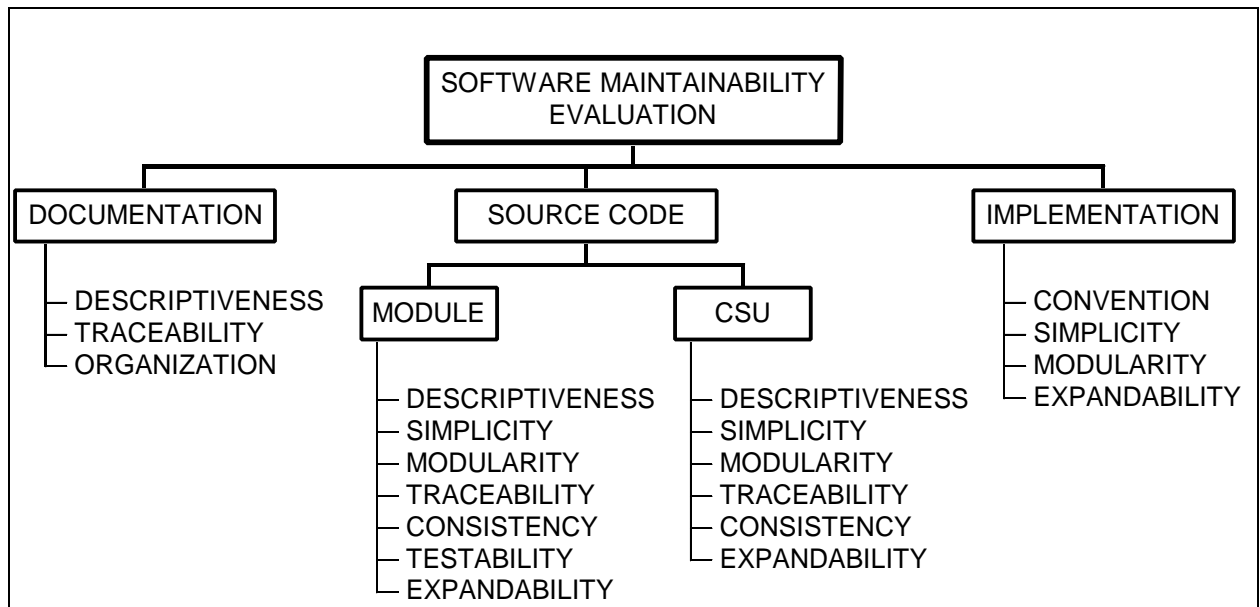 SOFTWARE MAINTAINABILITY
EVALUATION
DOCUMENTATION
DESCRIPTIVENESS
TRACEABILITY
ORGANIZATION
SOURCE CODE
MODULE
DESCRIPTIVENESS
SIMPLICITY
MODULARITY
TRACEABILITY
CONSISTENCY
TESTABILITY
EXPANDABILITY
CSU
DESCRIPTIVENESS
SIMPLICITY
MODULARITY
TRACEABILITY
CONSISTENCY
EXPANDABILITY
IMPLEMENTATION
CONVENTION
SIMPLICITY
MODULARITY
EXPANDABILITY